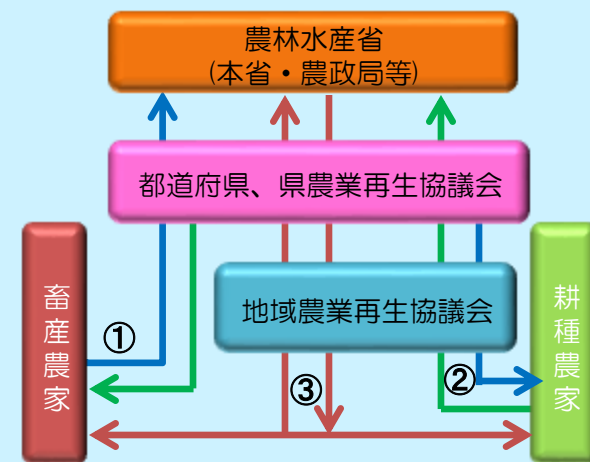 農林水産省
(本省・農政局等)
都道府県、県農業再生協議会
地域農業再生協議会
畜産農家
耕種農家
①
②
③